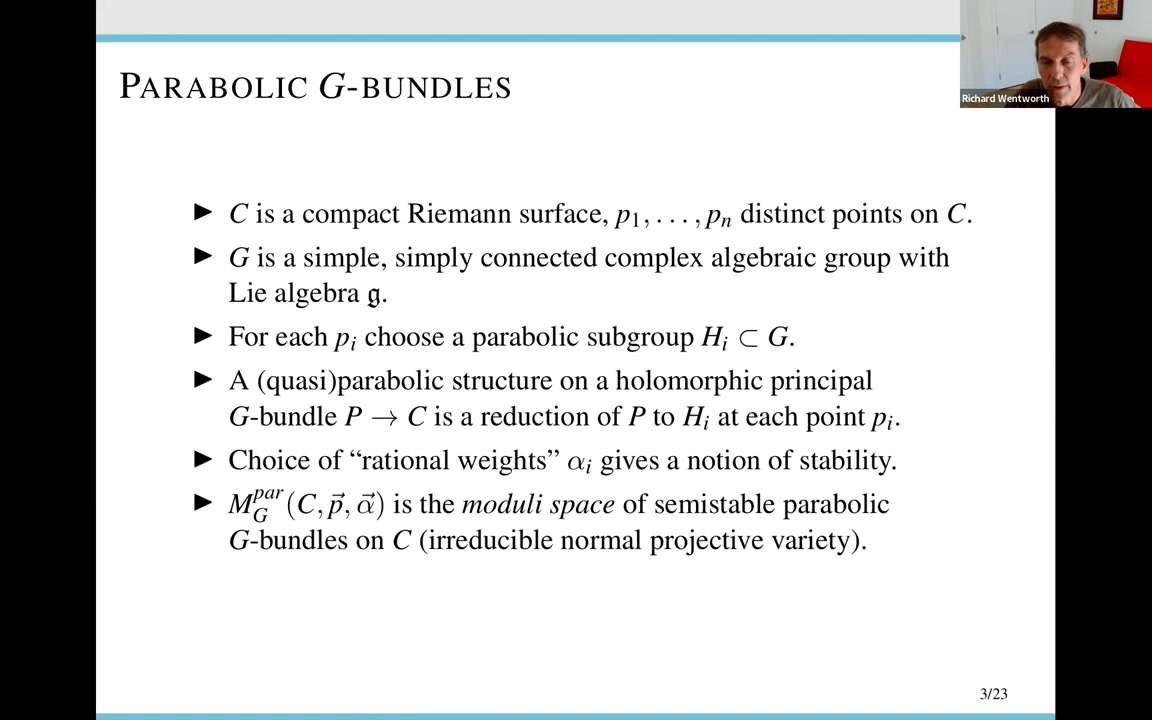 PARABOLIC G-BUNDLES
Richard Wentworth
▶ C is a compact Riemann surface, p₁, . . . , pₙ distinct points on C.
▶ G is a simple, simply connected complex algebraic group with
Lie algebra 𝔤.
▶ For each pᵢ choose a parabolic subgroup Hᵢ ⊂ G.
▶ A (quasi)parabolic structure on a holomorphic principal
G-bundle P → C is a reduction of P to Hᵢ at each point pᵢ.
▶ Choice of “rational weights” αᵢ gives a notion of stability.
▶ M_G^{par}(C, p⃗, α⃗) is the moduli space of semistable parabolic
G-bundles on C (irreducible normal projective variety).
3/23